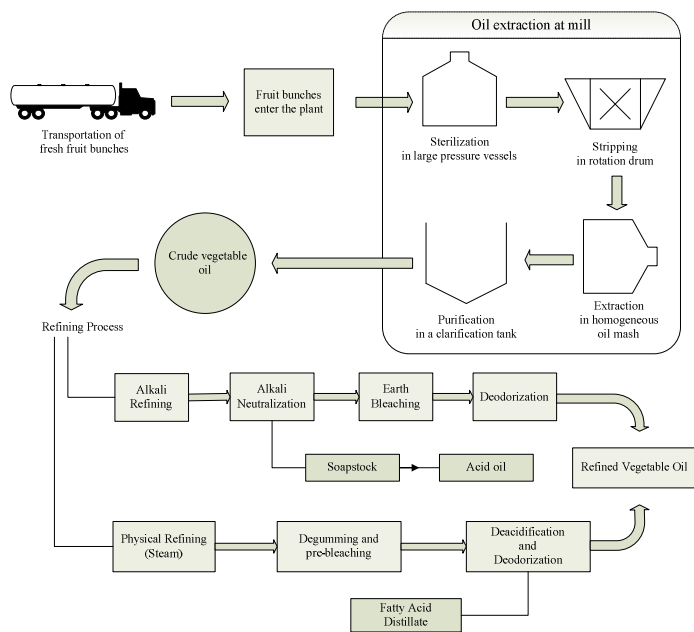 Oil extraction at mill
Transportation of
fresh fruit bunches
Fruit bunches
enter the plant
Sterilization
in large pressure vessels
Stripping
in rotation drum
Crude vegetable
oil
Purification
in a clarification tank
Extraction
in homogeneous
oil mash
Refining Process
Alkali
Refining
Alkali
Neutralization
Earth
Bleaching
Deodorization
Soapstock
Acid oil
Refined Vegetable Oil
Physical Refining
(Steam)
Degumming and
pre-bleaching
Deacidification
and
Deodorization
Fatty Acid
Distillate